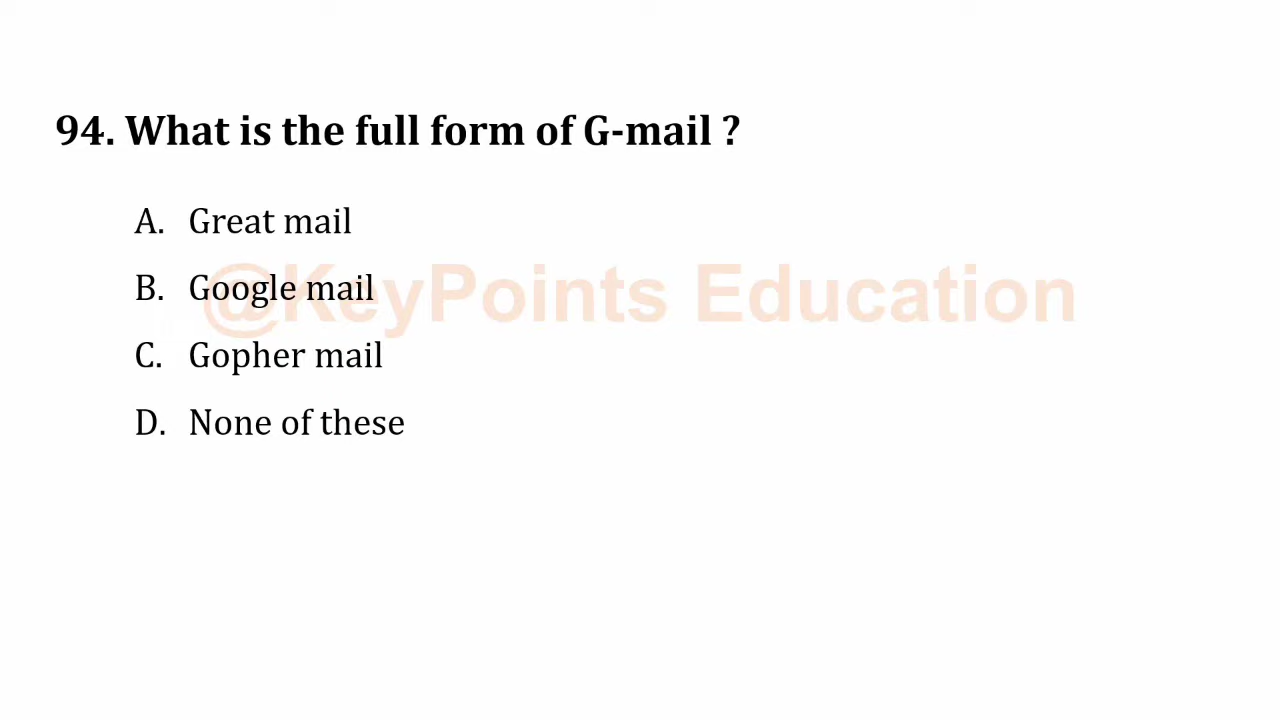 94. What is the full form of G-mail ?
A. Great mail
B. Google mail
@KeyPoints Education
C. Gopher mail
D. None of these